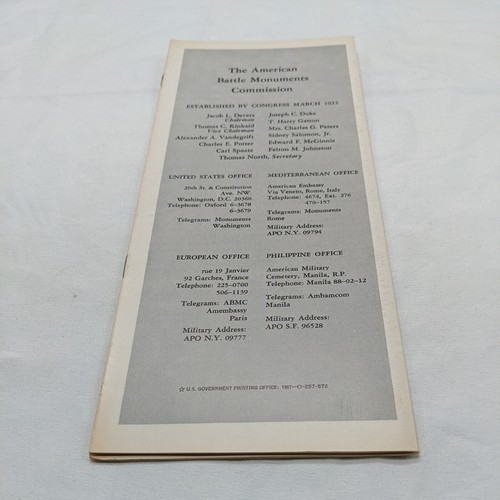 The American
Battle Monuments
Commission
ESTABLISHED BY CONGRESS MARCH 1923
Jacob L. Devers
Chairman
Thomas C. Kinkaid
Vice Chairman
Alexander A. Vandegrift
Charles E. Potter
Carl Spaatz
Joseph C. Duke
T. Harry Gatton
Mrs. Charles G. Peters
Sidney Salomon, Jr.
Edward F. McGinnis
Felton M. Johnston
Thomas North, Secretary
UNITED STATES OFFICE
20th St. & Constitution
Ave. NW.
Washington, D.C. 20360
Telephone: Oxford 6-3678
6-3679
Telegrams: Monuments
Washington
MEDITERRANEAN OFFICE
American Embassy
Via Veneto, Rome, Italy
Telephone: 4674, Ext. 276
470-157
Telegrams: Monuments
Rome
Military Address:
APO N.Y. 09794
EUROPEAN OFFICE
rue 19 Janvier
92 Garches, France
Telephone: 225-0700
506-1139
Telegrams: ABMC
Amembassy
Paris
Military Address:
APO N.Y. 09777
PHILIPPINE OFFICE
American Military
Cemetery, Manila, R.P.
Telephone: Manila 88-02-12
Telegrams: Ambamcom
Manila
Military Address:
APO S.F. 96528
☆ U.S. GOVERNMENT PRINTING OFFICE: 1967—O-257-572